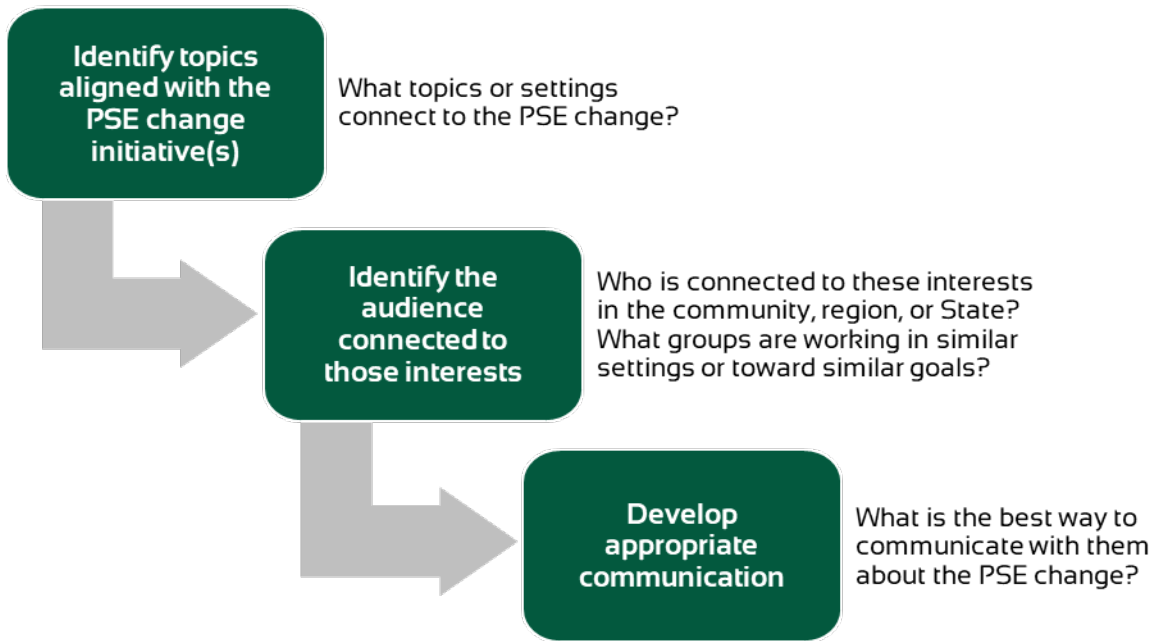 Identify topics
aligned with the
PSE change
initiative(s)
What topics or settings
connect to the PSE change?
Identify the
audience
connected to
those interests
Who is connected to these interests
in the community, region, or State?
What groups are working in similar
settings or toward similar goals?
Develop
appropriate
communication
What is the best way to
communicate with them
about the PSE change?